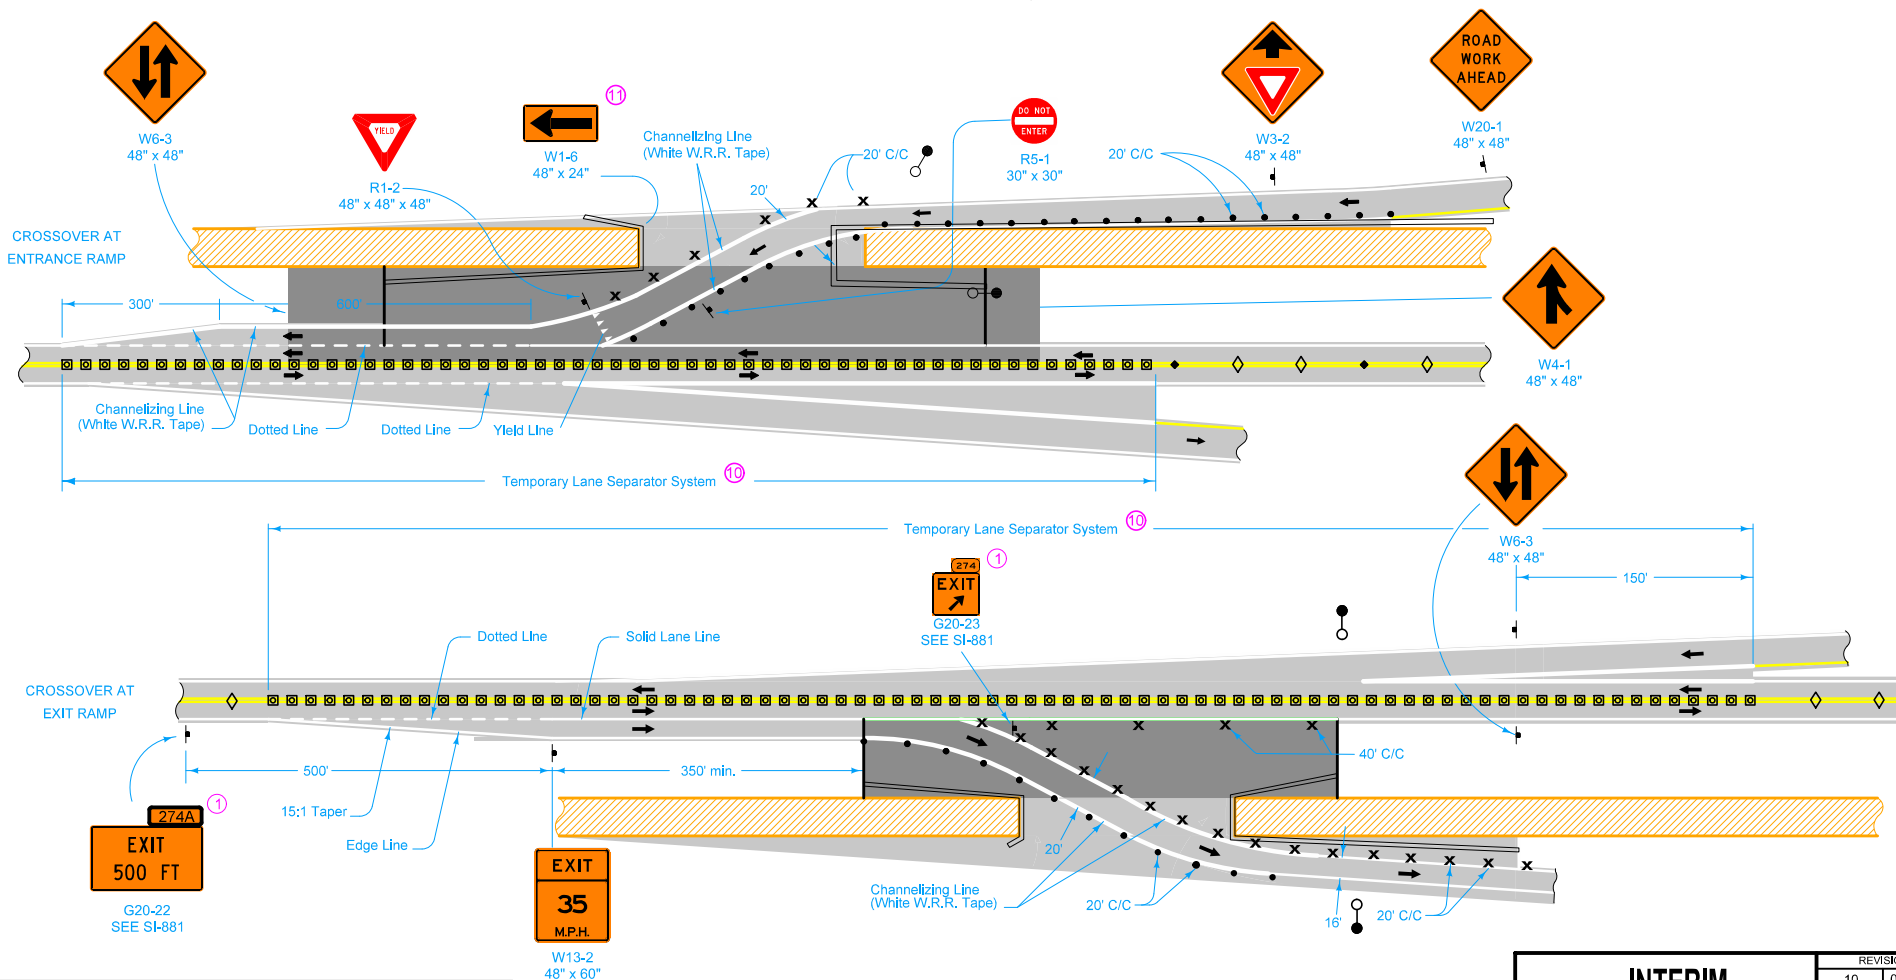 ROAD
WORK
AHEAD
W20-1
48" x 48"
W3-2
48" x 48"
DO NOT
ENTER
R5-1
30" x 30"
20' C/C
W6-3
48" x 48"
YIELD
R1-2
48" x 48" x 48"
11
W1-6
48" x 24"
Channelizing Line
(White W.R.R. Tape)
20' C/C
20'
CROSSOVER AT
ENTRANCE RAMP
300'
600'
W4-1
48" x 48"
Channelizing Line
(White W.R.R. Tape)
Dotted Line
Dotted Line
Yield Line
Temporary Lane Separator System
10
Temporary Lane Separator System
10
W6-3
48" x 48"
150'
274
1
EXIT
G20-23
SEE SI-881
Dotted Line
Solid Lane Line
CROSSOVER AT
EXIT RAMP
500'
350' min.
40' C/C
274A
1
EXIT
500 FT
G20-22
SEE SI-881
15:1 Taper
Edge Line
EXIT
35
M.P.H.
W13-2
48" x 60"
20'
Channelizing Line
(White W.R.R. Tape)
20' C/C
16'
20' C/C
INTERIM
10